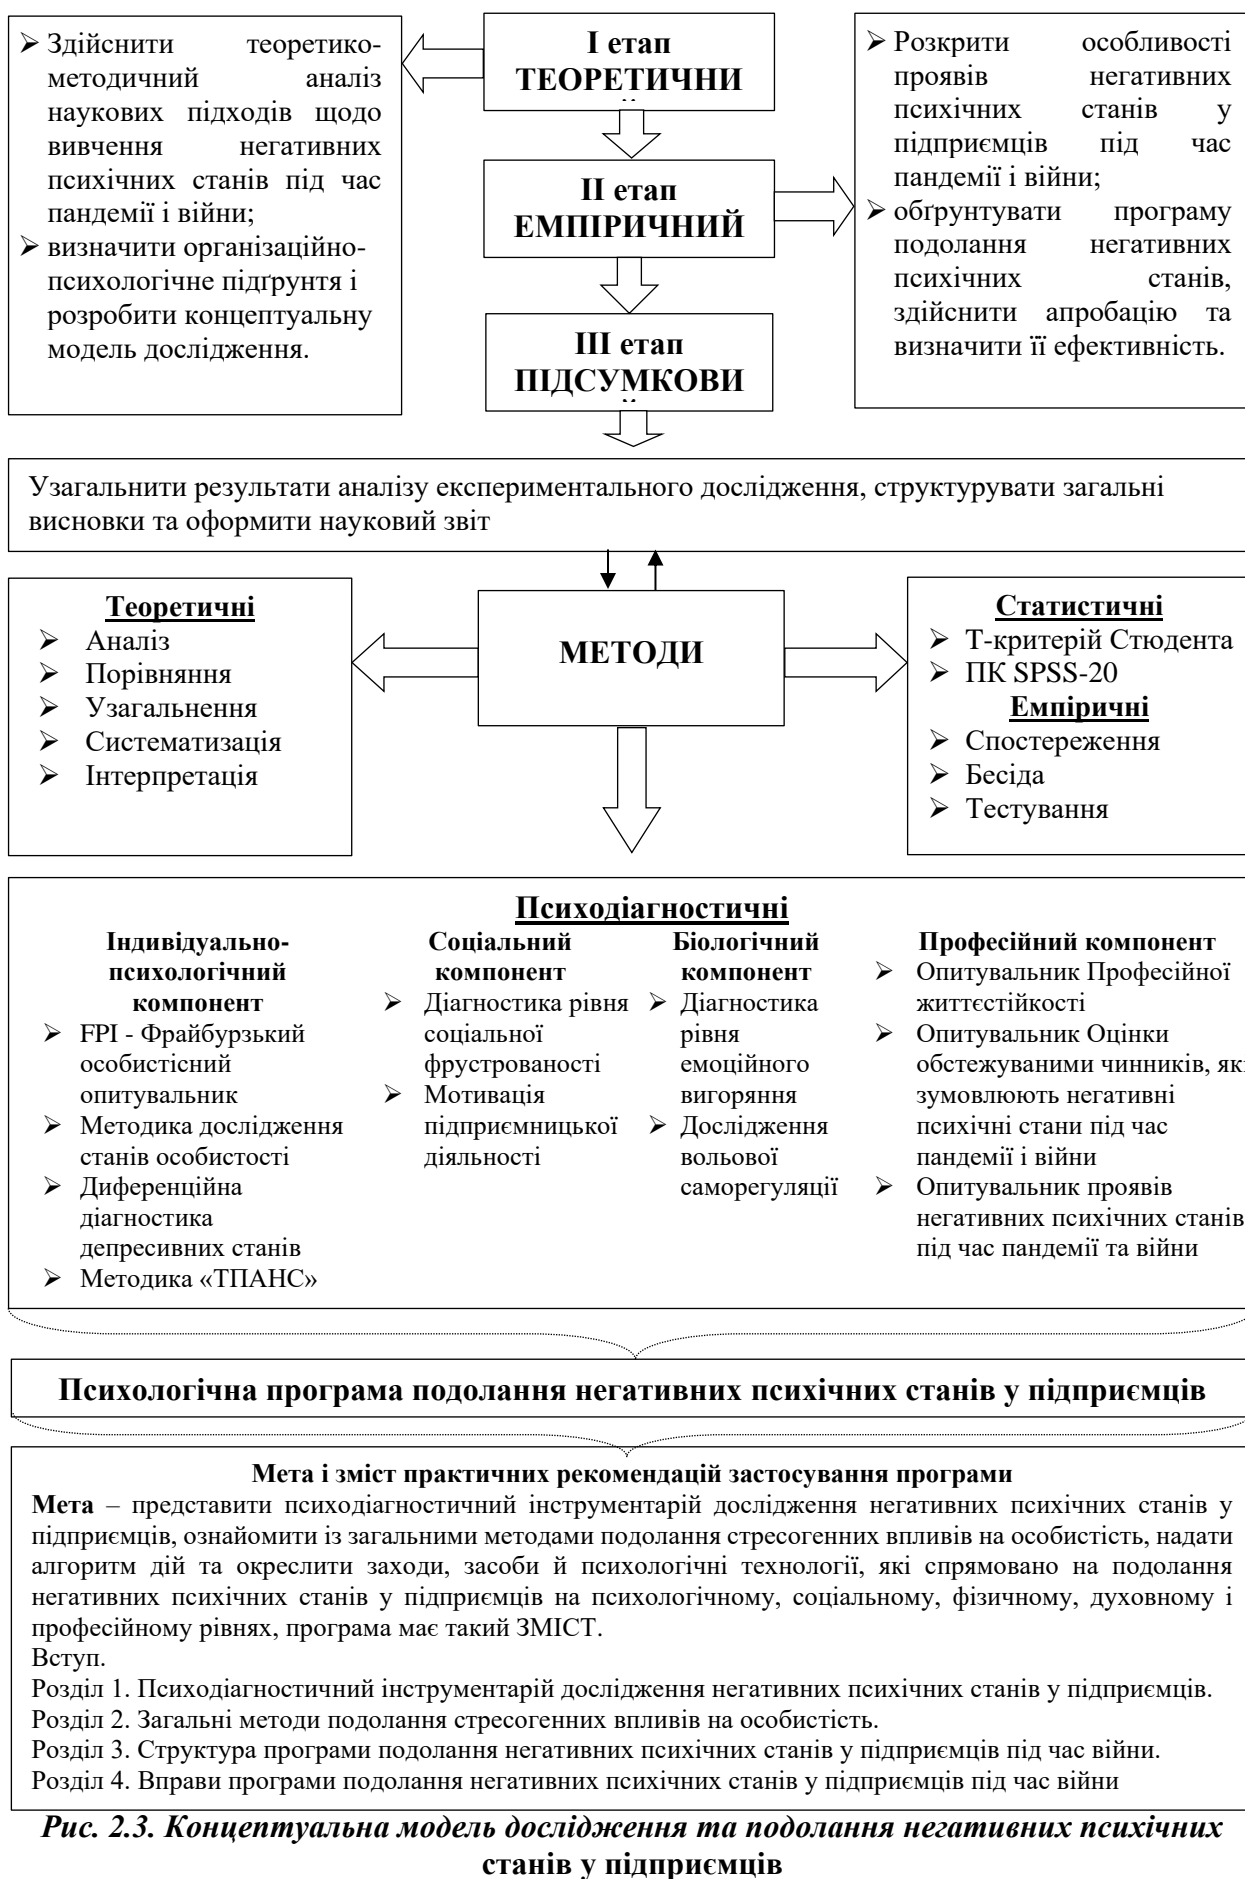 ➢ Здійснити теоретико-
методичний аналіз
наукових підходів щодо
вивчення негативних
психічних станів під час
пандемії і війни;
➢ визначити організаційно-
психологічне підґрунтя і
розробити концептуальну
модель дослідження.
І етап
ТЕОРЕТИЧНИ
ІІ етап
ЕМПІРИЧНИЙ
ІІІ етап
ПІДСУМКОВИ
➢ Розкрити особливості
проявів негативних
психічних станів у
підприємців під час
пандемії і війни;
➢ обґрунтувати програму
подолання негативних
психічних станів,
здійснити апробацію та
визначити її ефективність.
Узагальнити результати аналізу експериментального дослідження, структурувати загальні
висновки та оформити науковий звіт
Теоретичні
➢ Аналіз
➢ Порівняння
➢ Узагальнення
➢ Систематизація
➢ Інтерпретація
МЕТОДИ
Статистичні
➢ Т-критерій Стюдента
➢ ПК SPSS-20
Емпіричні
➢ Спостереження
➢ Бесіда
➢ Тестування
Психодіагностичні
Індивідуально-
психологічний
компонент
➢ FPI - Фрайбурзький
особистісний
опитувальник
➢ Методика дослідження
станів особистості
➢ Диференційна
діагностика
депресивних станів
➢ Методика «ТПАНС»
Соціальний
компонент
➢ Діагностика рівня
соціальної
фрустрованості
➢ Мотивація
підприємницької
діяльності
Біологічний
компонент
➢ Діагностика
рівня
емоційного
вигоряння
➢ Дослідження
вольової
саморегуляції
Професійний компонент
➢ Опитувальник Професійної
життєстійкості
➢ Опитувальник Оцінки
обстежуваними чинників, які
зумовлюють негативні
психічні стани під час
пандемії і війни
➢ Опитувальник проявів
негативних психічних станів
під час пандемії та війни
Психологічна програма подолання негативних психічних станів у підприємців
Мета і зміст практичних рекомендацій застосування програми
Мета – представити психодіагностичний інструментарій дослідження негативних психічних станів у
підприємців, ознайомити із загальними методами подолання стресогенних впливів на особистість, надати
алгоритм дій та окреслити заходи, засоби й психологічні технології, які спрямовано на подолання
негативних психічних станів у підприємців на психологічному, соціальному, фізичному, духовному і
професійному рівнях, програма має такий ЗМІСТ.
Вступ.
Розділ 1. Психодіагностичний інструментарій дослідження негативних психічних станів у підприємців.
Розділ 2. Загальні методи подолання стресогенних впливів на особистість.
Розділ 3. Структура програми подолання негативних психічних станів у підприємців під час війни.
Розділ 4. Вправи програми подолання негативних психічних станів у підприємців під час війни
Рис. 2.3. Концептуальна модель дослідження та подолання негативних психічних
станів у підприємців